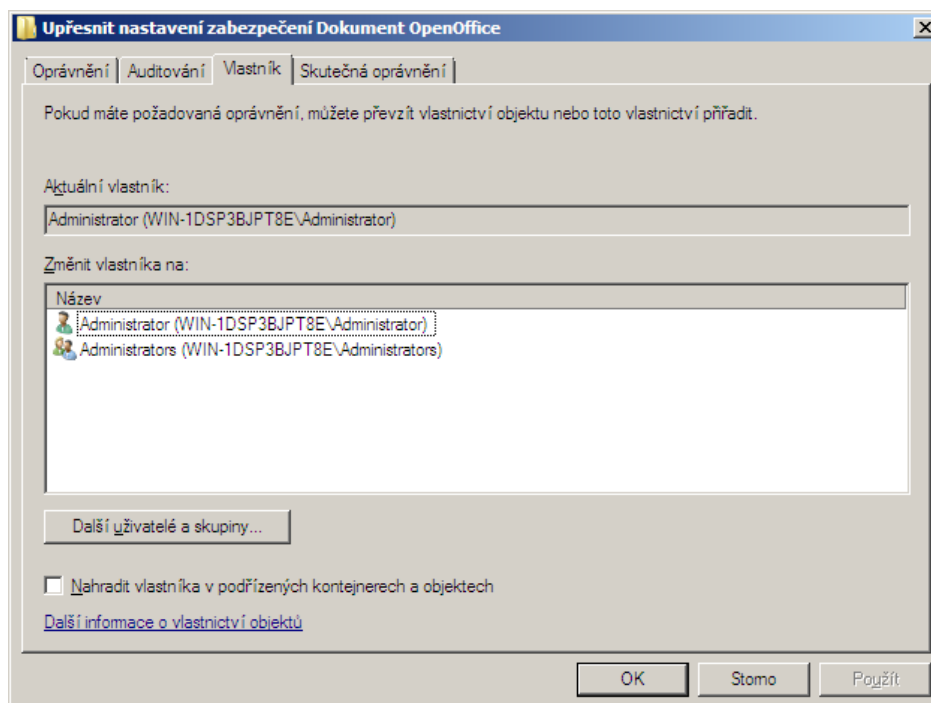 Upřesnit nastavení zabezpečení Dokument OpenOffice
Oprávnění Auditování Vlastník Skutečná oprávnění
Pokud máte požadovaná oprávnění, můžete převzít vlastnictví objektu nebo toto vlastnictví přiřadit.
Aktuální vlastník:
Administrator (WIN-1DSP3BJPT8E\Administrator)
Změnit vlastníka na:
Název
Administrator (WIN-1DSP3BJPT8E\Administrator)
Administrators (WIN-1DSP3BJPT8E\Administrators)
Další uživatelé a skupiny...
Nahradit vlastníka v podřízených kontejnerech a objektech
Další informace o vlastnictví objektů
OK Storno Použít